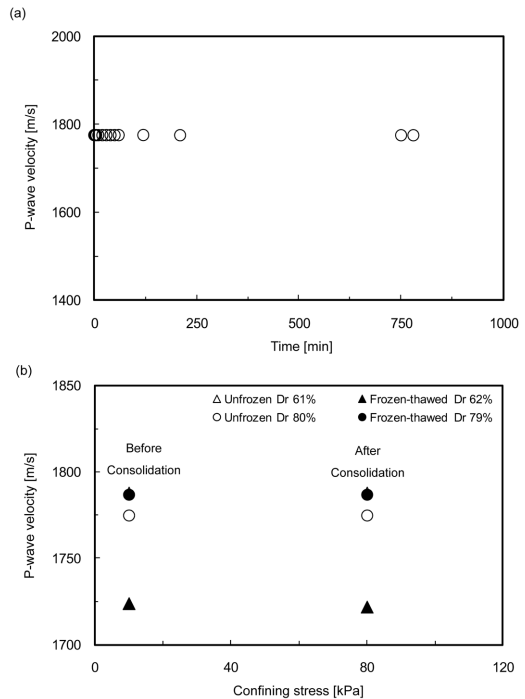 (a)
2000
1800
1600
1400
P-wave velocity [m/s]
0 250 500 750 1000
Time [min]
(b)
1850
1800
1750
1700
P-wave velocity [m/s]
Unfrozen Dr 61% Frozen-thawed Dr 62%
Unfrozen Dr 80% Frozen-thawed Dr 79%
Before
Consolidation
After
Consolidation
0 40 80 120
Confining stress [kPa]